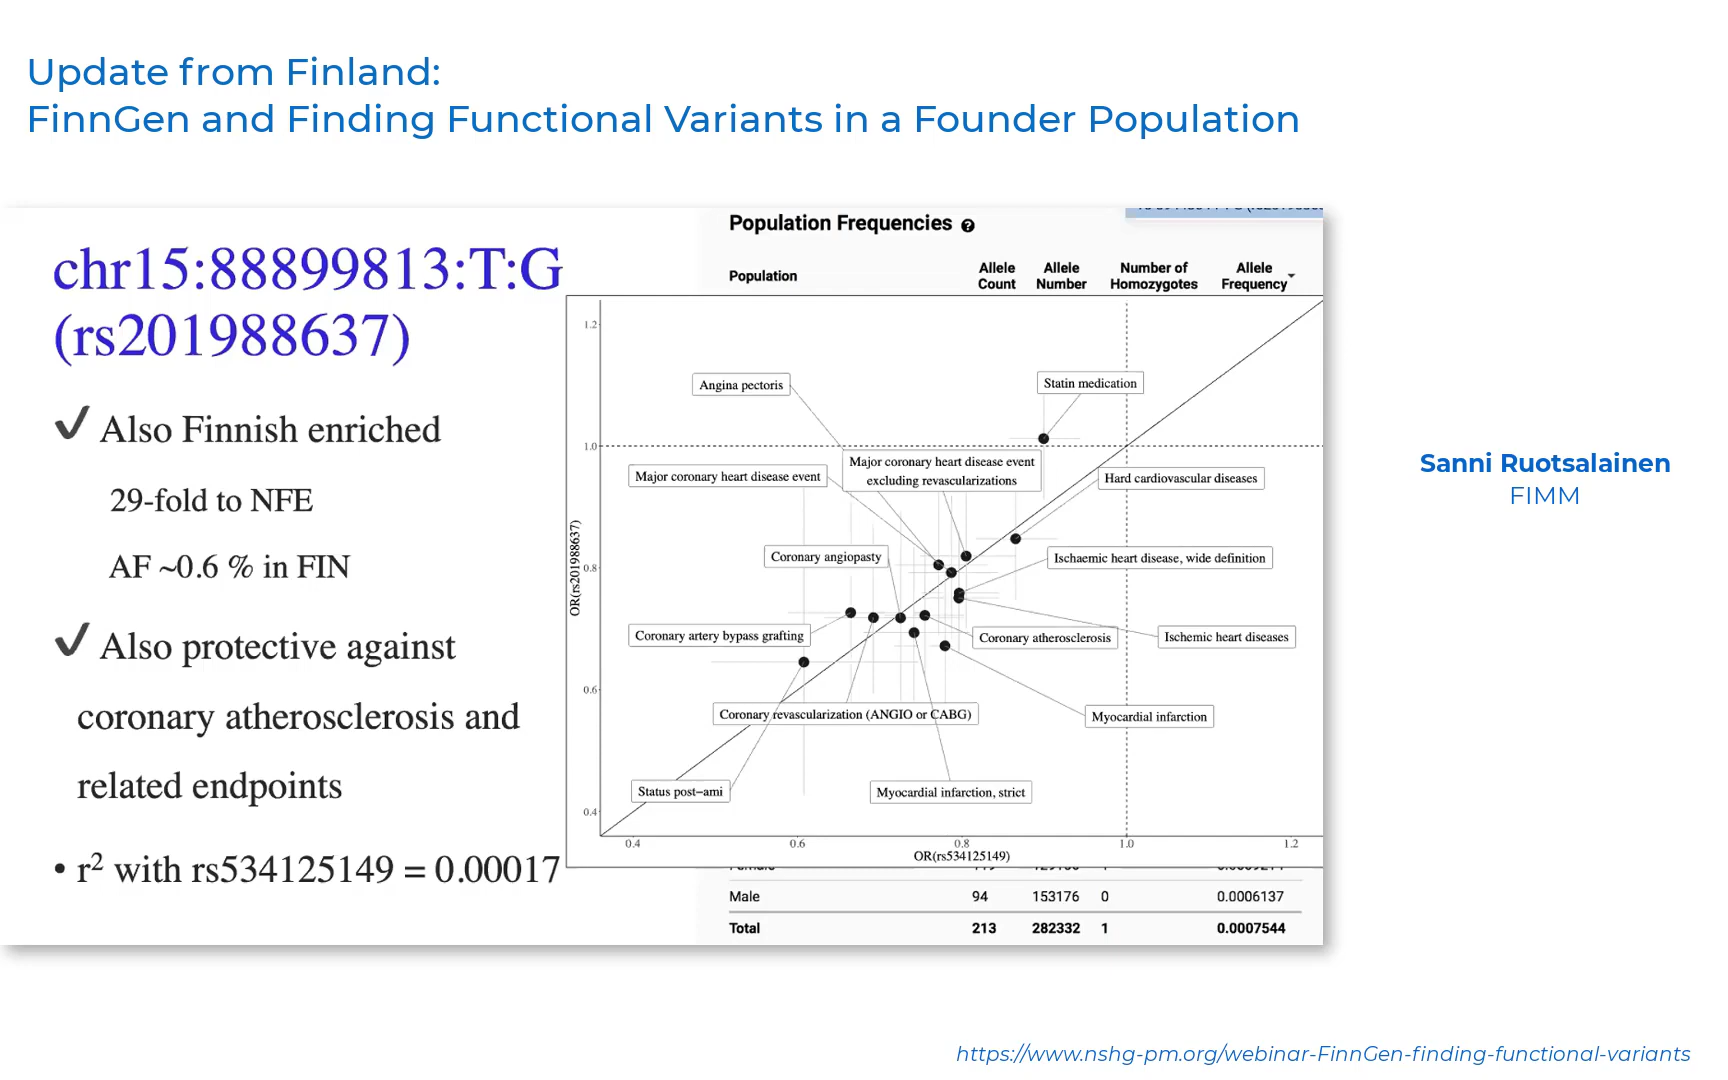 Update from Finland:
FinnGen and Finding Functional Variants in a Founder Population
chr15:88899813:T:G
(rs201988637)
✔ Also Finnish enriched
29-fold to NFE
AF ~0.6 % in FIN
✔ Also protective against
coronary atherosclerosis and
related endpoints
• r² with rs534125149 = 0.00017
Population Frequencies ?
Population
Allele Count
Allele Number
Number of Homozygotes
Allele Frequency
1.2
1.0
0.8
0.6
0.4
OR(rs201988637)
Angina pectoris
Statin medication
Major coronary heart disease event
Major coronary heart disease event
excluding revascularizations
Hard cardiovascular diseases
Coronary angiopasty
Ischaemic heart disease, wide definition
Coronary artery bypass grafting
Coronary atherosclerosis
Ischemic heart diseases
Coronary revascularization (ANGIO or CABG)
Myocardial infarction
Status post−ami
Myocardial infarction, strict
0.4 0.6 0.8 1.0 1.2
OR(rs534125149)
Male 94 153176 0 0.0006137
Total 213 282332 1 0.0007544
Sanni Ruotsalainen
FIMM
https://www.nshg-pm.org/webinar-FinnGen-finding-functional-variants